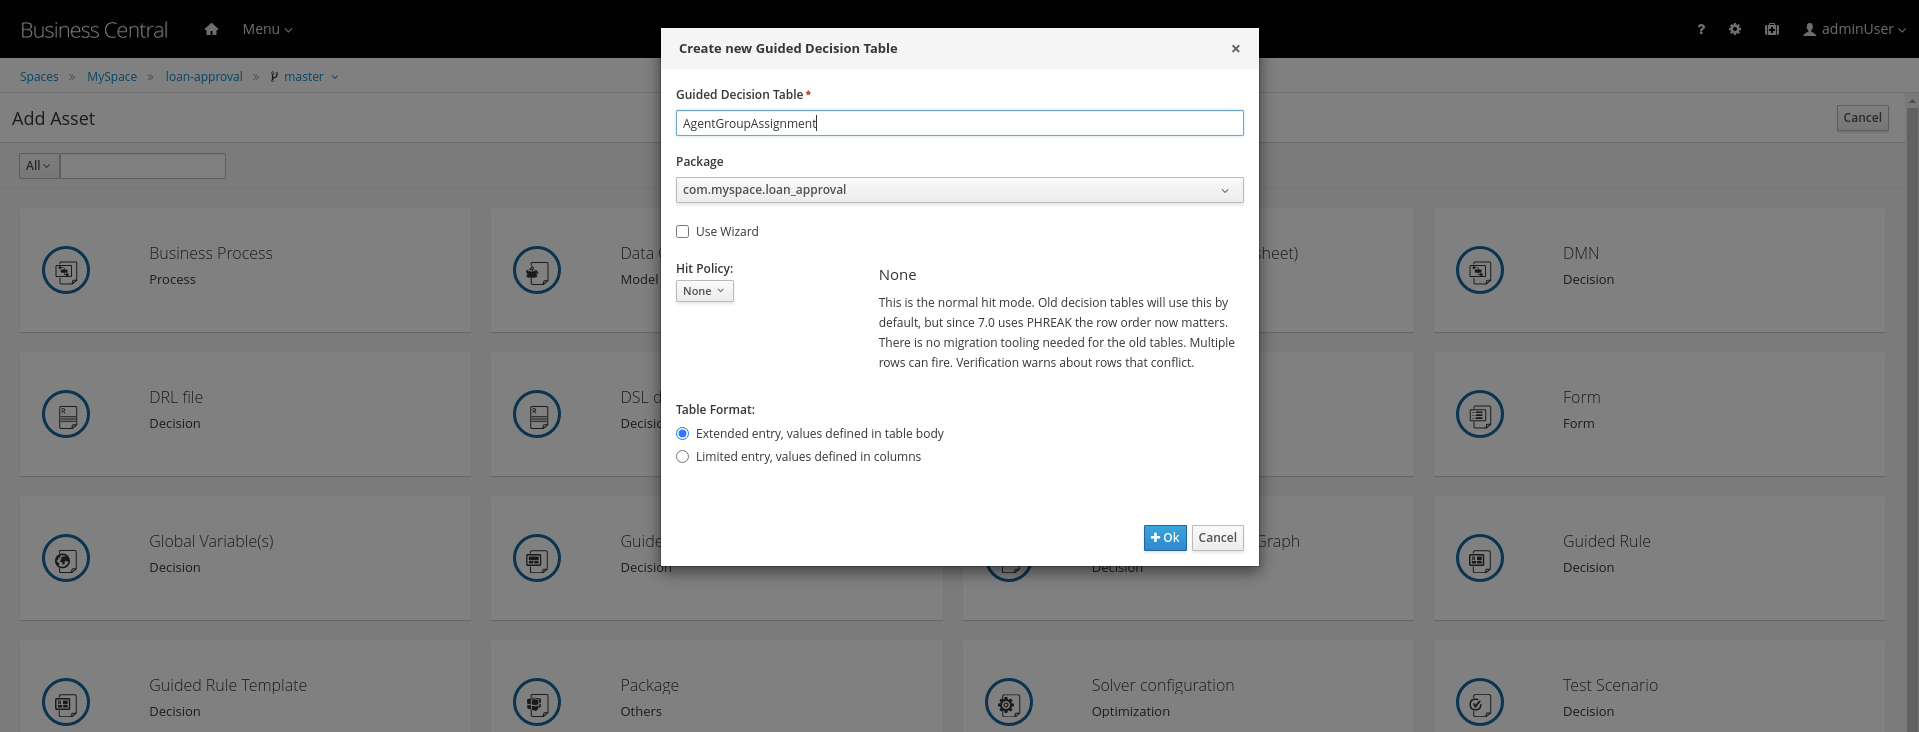 Business Central
Menu
?
adminUser
Spaces » MySpace » loan-approval » master
Add Asset
Cancel
All
Create new Guided Decision Table ×
Guided Decision Table *
AgentGroupAssignment
Package
com.myspace.loan_approval
Use Wizard
Hit Policy:
None
None
This is the normal hit mode. Old decision tables will use this by
default, but since 7.0 uses PHREAK the row order now matters.
There is no migration tooling needed for the old tables. Multiple
rows can fire. Verification warns about rows that conflict.
Table Format:
Extended entry, values defined in table body
Limited entry, values defined in columns
+ Ok
Cancel
Business Process
Process
Data
Model
sheet)
DMN
Decision
DRL file
Decision
DSL d
Decisio
Form
Form
Global Variable(s)
Decision
Guide
Decision
Graph
Decision
Guided Rule
Decision
Guided Rule Template
Decision
Package
Others
Solver configuration
Optimization
Test Scenario
Decision